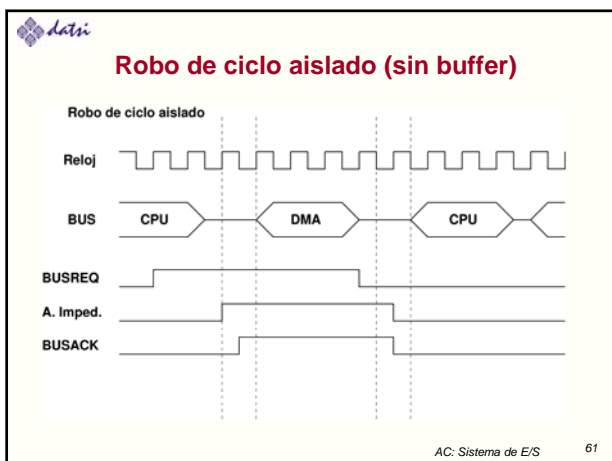 datsi
Robo de ciclo aislado (sin buffer)
Robo de ciclo aislado
Reloj
BUS CPU DMA CPU
BUSREQ
A. Imped.
BUSACK
AC: Sistema de E/S 61